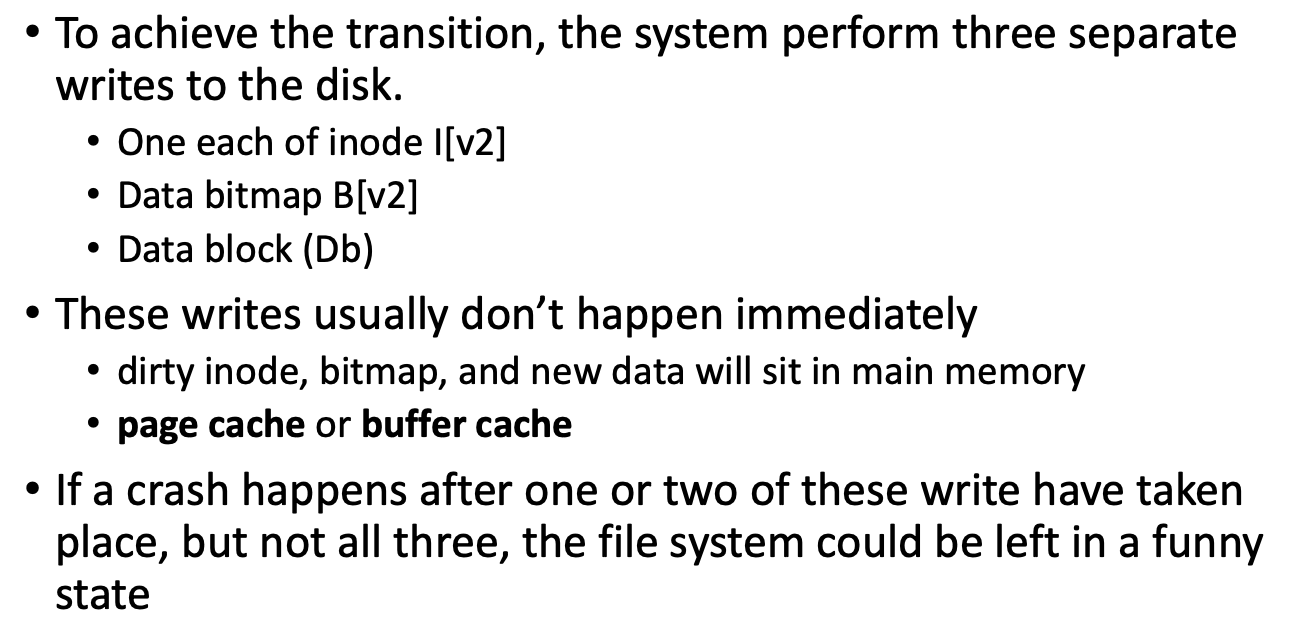 • To achieve the transition, the system perform three separate
writes to the disk.
• One each of inode I[v2]
• Data bitmap B[v2]
• Data block (Db)
• These writes usually don’t happen immediately
• dirty inode, bitmap, and new data will sit in main memory
• page cache or buffer cache
• If a crash happens after one or two of these write have taken
place, but not all three, the file system could be left in a funny
state